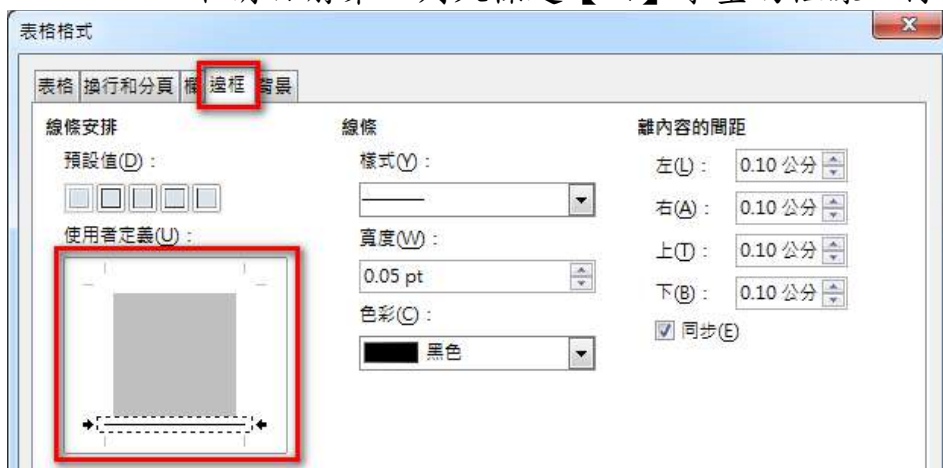 表格格式
表格 換行和分頁 欄 邊框 背景
線條安排
預設值(D)：
使用者定義(U)：
線條
樣式(Y)：
寬度(W)：
0.05 pt
色彩(C)：
黑色
離內容的間距
左(L)： 0.10 公分
右(A)： 0.10 公分
上(T)： 0.10 公分
下(B)： 0.10 公分
同步(E)